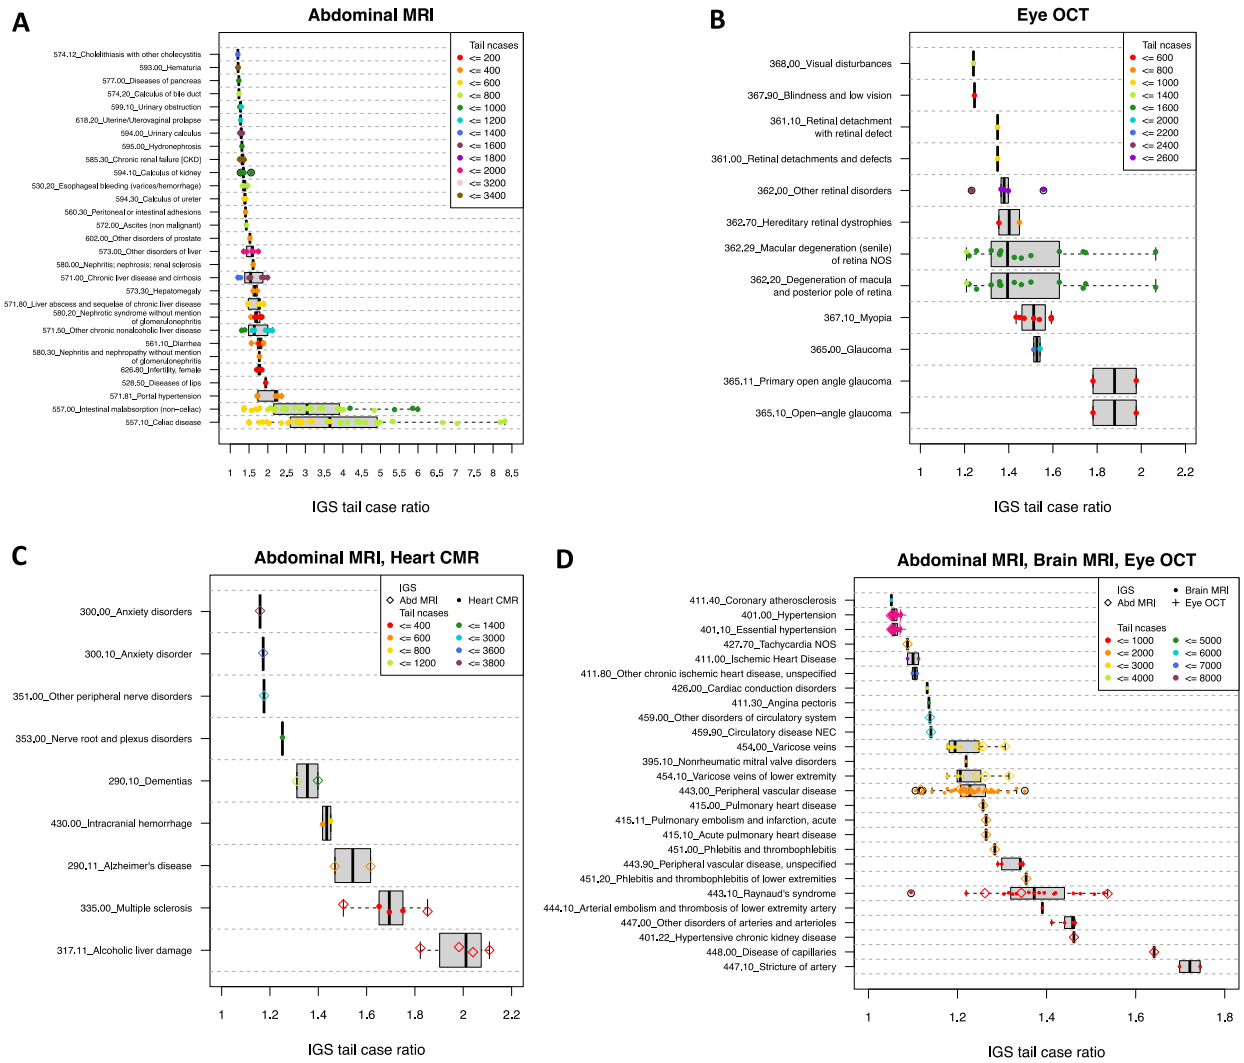 A
Abdominal MRI
574.12_Cholelithiasis with other cholecystitis
593.00_Hematuria
577.00_Diseases of pancreas
574.20_Calculus of bile duct
599.10_Urinary obstruction
618.20_Uterine/Uterovaginal prolapse
594.00_Urinary calculus
595.00_Hydronephrosis
585.30_Chronic renal failure [CKD]
594.10_Calculus of kidney
530.20_Esophageal bleeding (varices/hemorrhage)
594.30_Calculus of ureter
560.30_Peritoneal or intestinal adhesions
572.00_Ascites (non malignant)
602.00_Other disorders of prostate
573.00_Other disorders of liver
580.00_Nephritis; nephrosis; renal sclerosis
571.00_Chronic liver disease and cirrhosis
573.30_Hepatomegaly
571.80_Liver abscess and sequelae of chronic liver disease
580.20_Nephrotic syndrome without mention
of glomerulonephritis
571.50_Other chronic nonalcoholic liver disease
561.10_Diarrhea
580.30_Nephritis and nephropathy without mention
of glomerulonephritis
626.80_Infertility, female
528.50_Diseases of lips
571.81_Portal hypertension
557.00_Intestinal malabsorption (non−celiac)
557.10_Celiac disease
Tail ncases
<= 200
<= 400
<= 600
<= 800
<= 1000
<= 1200
<= 1400
<= 1600
<= 1800
<= 2000
<= 3200
<= 3400
1 1.5 2 2.5 3 3.5 4 4.5 5 5.5 6 6.5 7 7.5 8 8.5
IGS tail case ratio
B
Eye OCT
368.00_Visual disturbances
367.90_Blindness and low vision
361.10_Retinal detachment
with retinal defect
361.00_Retinal detachments and defects
362.00_Other retinal disorders
362.70_Hereditary retinal dystrophies
362.29_Macular degeneration (senile)
of retina NOS
362.20_Degeneration of macula
and posterior pole of retina
367.10_Myopia
365.00_Glaucoma
365.11_Primary open angle glaucoma
365.10_Open−angle glaucoma
Tail ncases
<= 600
<= 800
<= 1000
<= 1400
<= 1600
<= 2000
<= 2200
<= 2400
<= 2600
1 1.2 1.4 1.6 1.8 2 2.2
IGS tail case ratio
C
Abdominal MRI, Heart CMR
300.00_Anxiety disorders
300.10_Anxiety disorder
351.00_Other peripheral nerve disorders
353.00_Nerve root and plexus disorders
290.10_Dementias
430.00_Intracranial hemorrhage
290.11_Alzheimer's disease
335.00_Multiple sclerosis
317.11_Alcoholic liver damage
IGS
Abd MRI Heart CMR
Tail ncases
<= 400 <= 1400
<= 600 <= 3000
<= 800 <= 3600
<= 1200 <= 3800
1 1.2 1.4 1.6 1.8 2 2.2
IGS tail case ratio
D
Abdominal MRI, Brain MRI, Eye OCT
411.40_Coronary atherosclerosis
401.00_Hypertension
401.10_Essential hypertension
427.70_Tachycardia NOS
411.00_Ischemic Heart Disease
411.80_Other chronic ischemic heart disease, unspecified
426.00_Cardiac conduction disorders
411.30_Angina pectoris
459.00_Other disorders of circulatory system
459.90_Circulatory disease NEC
454.00_Varicose veins
395.10_Nonrheumatic mitral valve disorders
454.10_Varicose veins of lower extremity
443.00_Peripheral vascular disease
415.00_Pulmonary heart disease
415.11_Pulmonary embolism and infarction, acute
415.10_Acute pulmonary heart disease
451.00_Phlebitis and thrombophlebitis
443.90_Peripheral vascular disease, unspecified
451.20_Phlebitis and thrombophlebitis of lower extremities
443.10_Raynaud's syndrome
444.10_Arterial embolism and thrombosis of lower extremity artery
447.00_Other disorders of arteries and arterioles
401.22_Hypertensive chronic kidney disease
448.00_Disease of capillaries
447.10_Stricture of artery
IGS Brain MRI
Abd MRI Eye OCT
Tail ncases
<= 1000 <= 5000
<= 2000 <= 6000
<= 3000 <= 7000
<= 4000 <= 8000
1 1.2 1.4 1.6 1.8
IGS tail case ratio